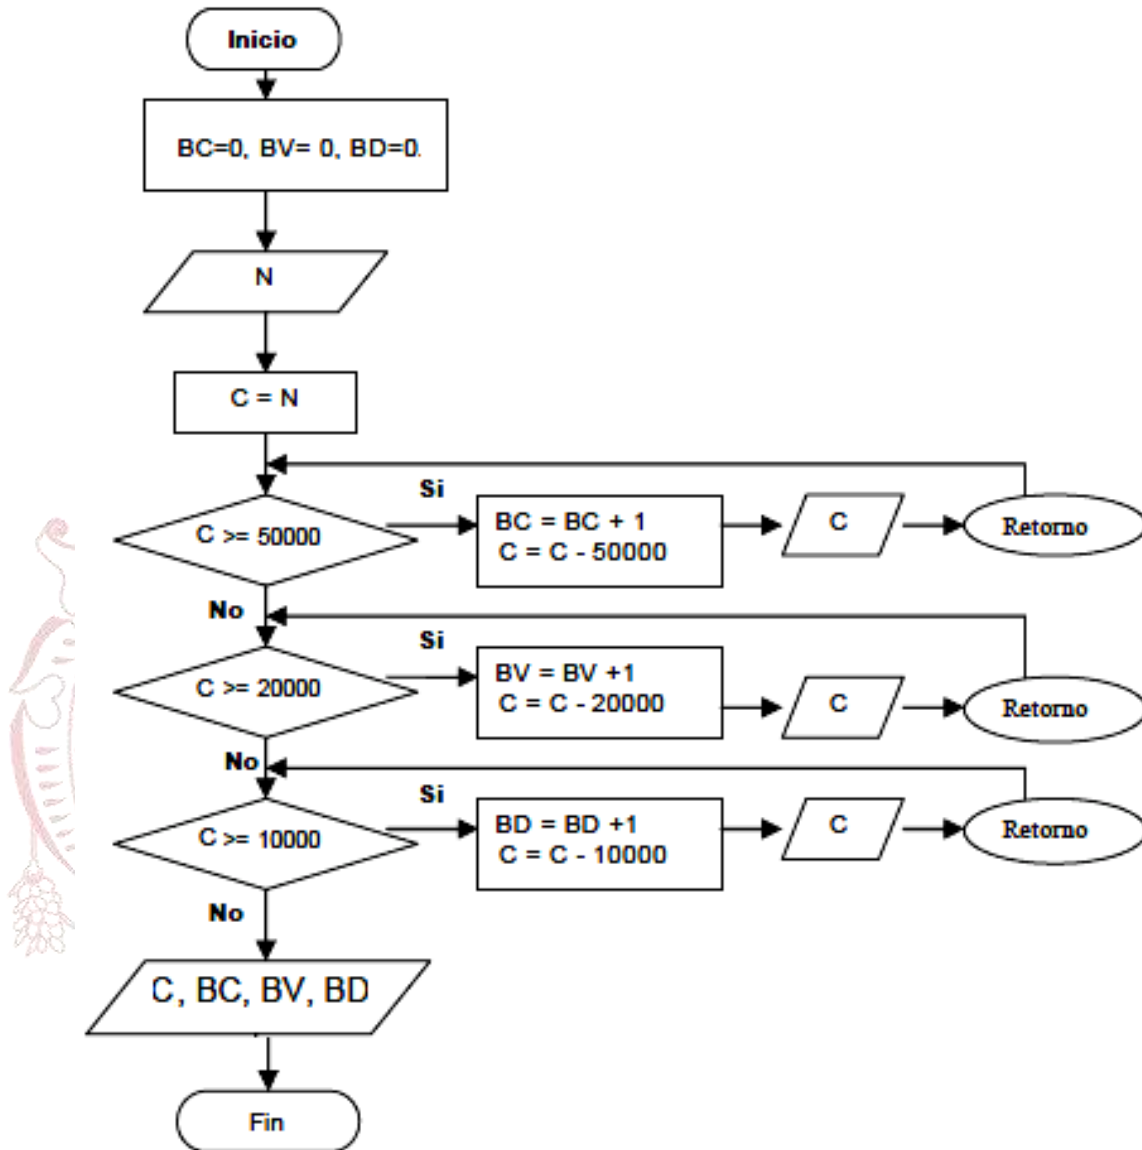 Inicio
BC=0, BV= 0, BD=0.
N
C = N
C >= 50000
Si
BC = BC + 1
C = C - 50000
C
Retorno
No
C >= 20000
Si
BV = BV +1
C = C - 20000
C
Retorno
No
C >= 10000
Si
BD = BD +1
C = C - 10000
C
Retorno
No
C, BC, BV, BD
Fin